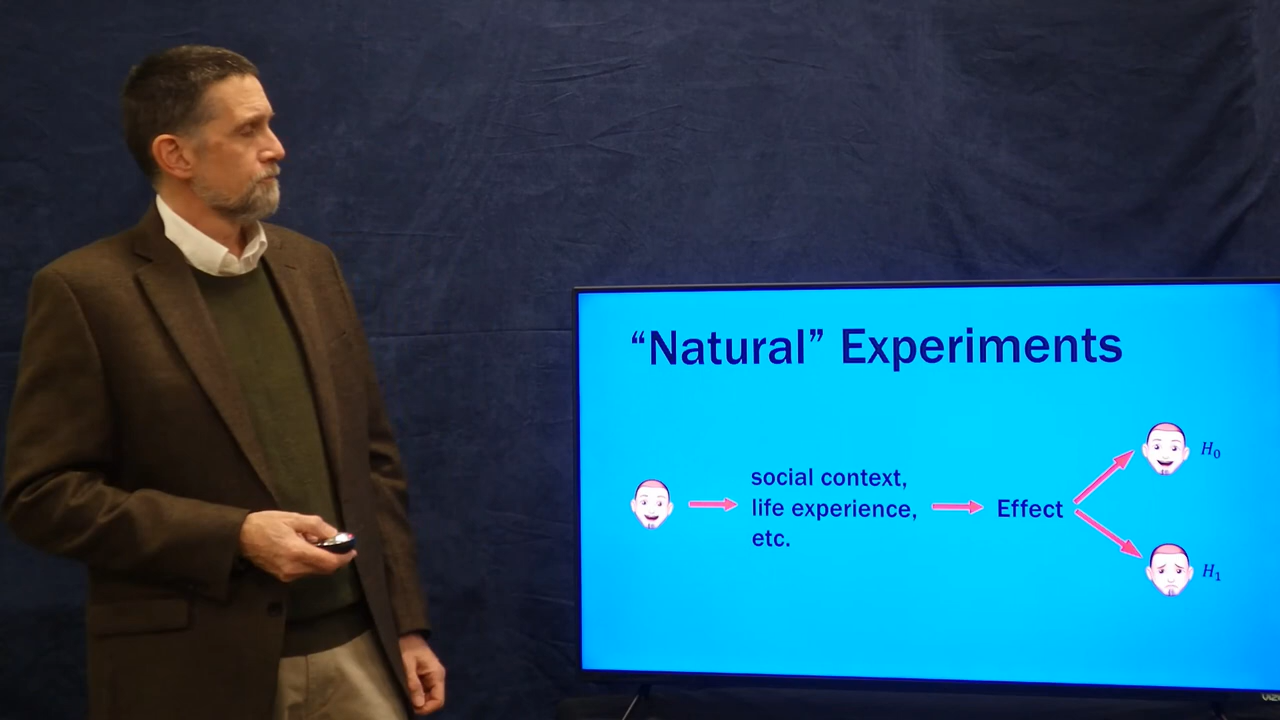 “Natural” Experiments
social context,
life experience,
etc.
Effect
H₀
H₁